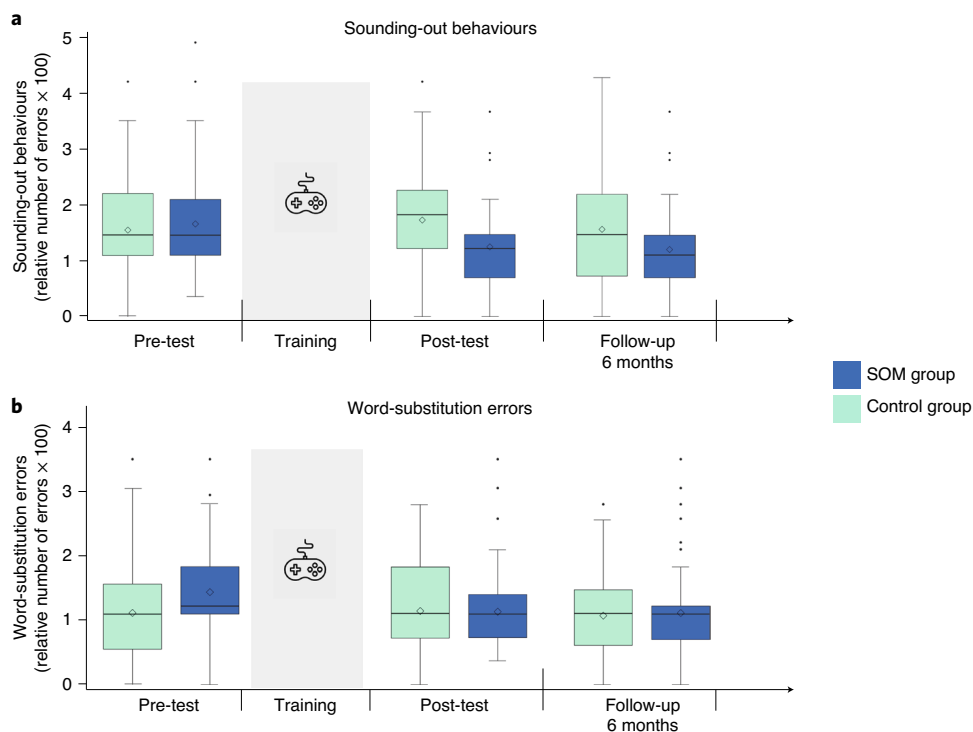 a
Sounding-out behaviours
Sounding-out behaviours
(relative number of errors × 100)
5
4
3
2
1
0
Pre-test
Training
Post-test
Follow-up
6 months
SOM group
Control group
b
Word-substitution errors
Word-substitution errors
(relative number of errors × 100)
4
3
2
1
0
Pre-test
Training
Post-test
Follow-up
6 months